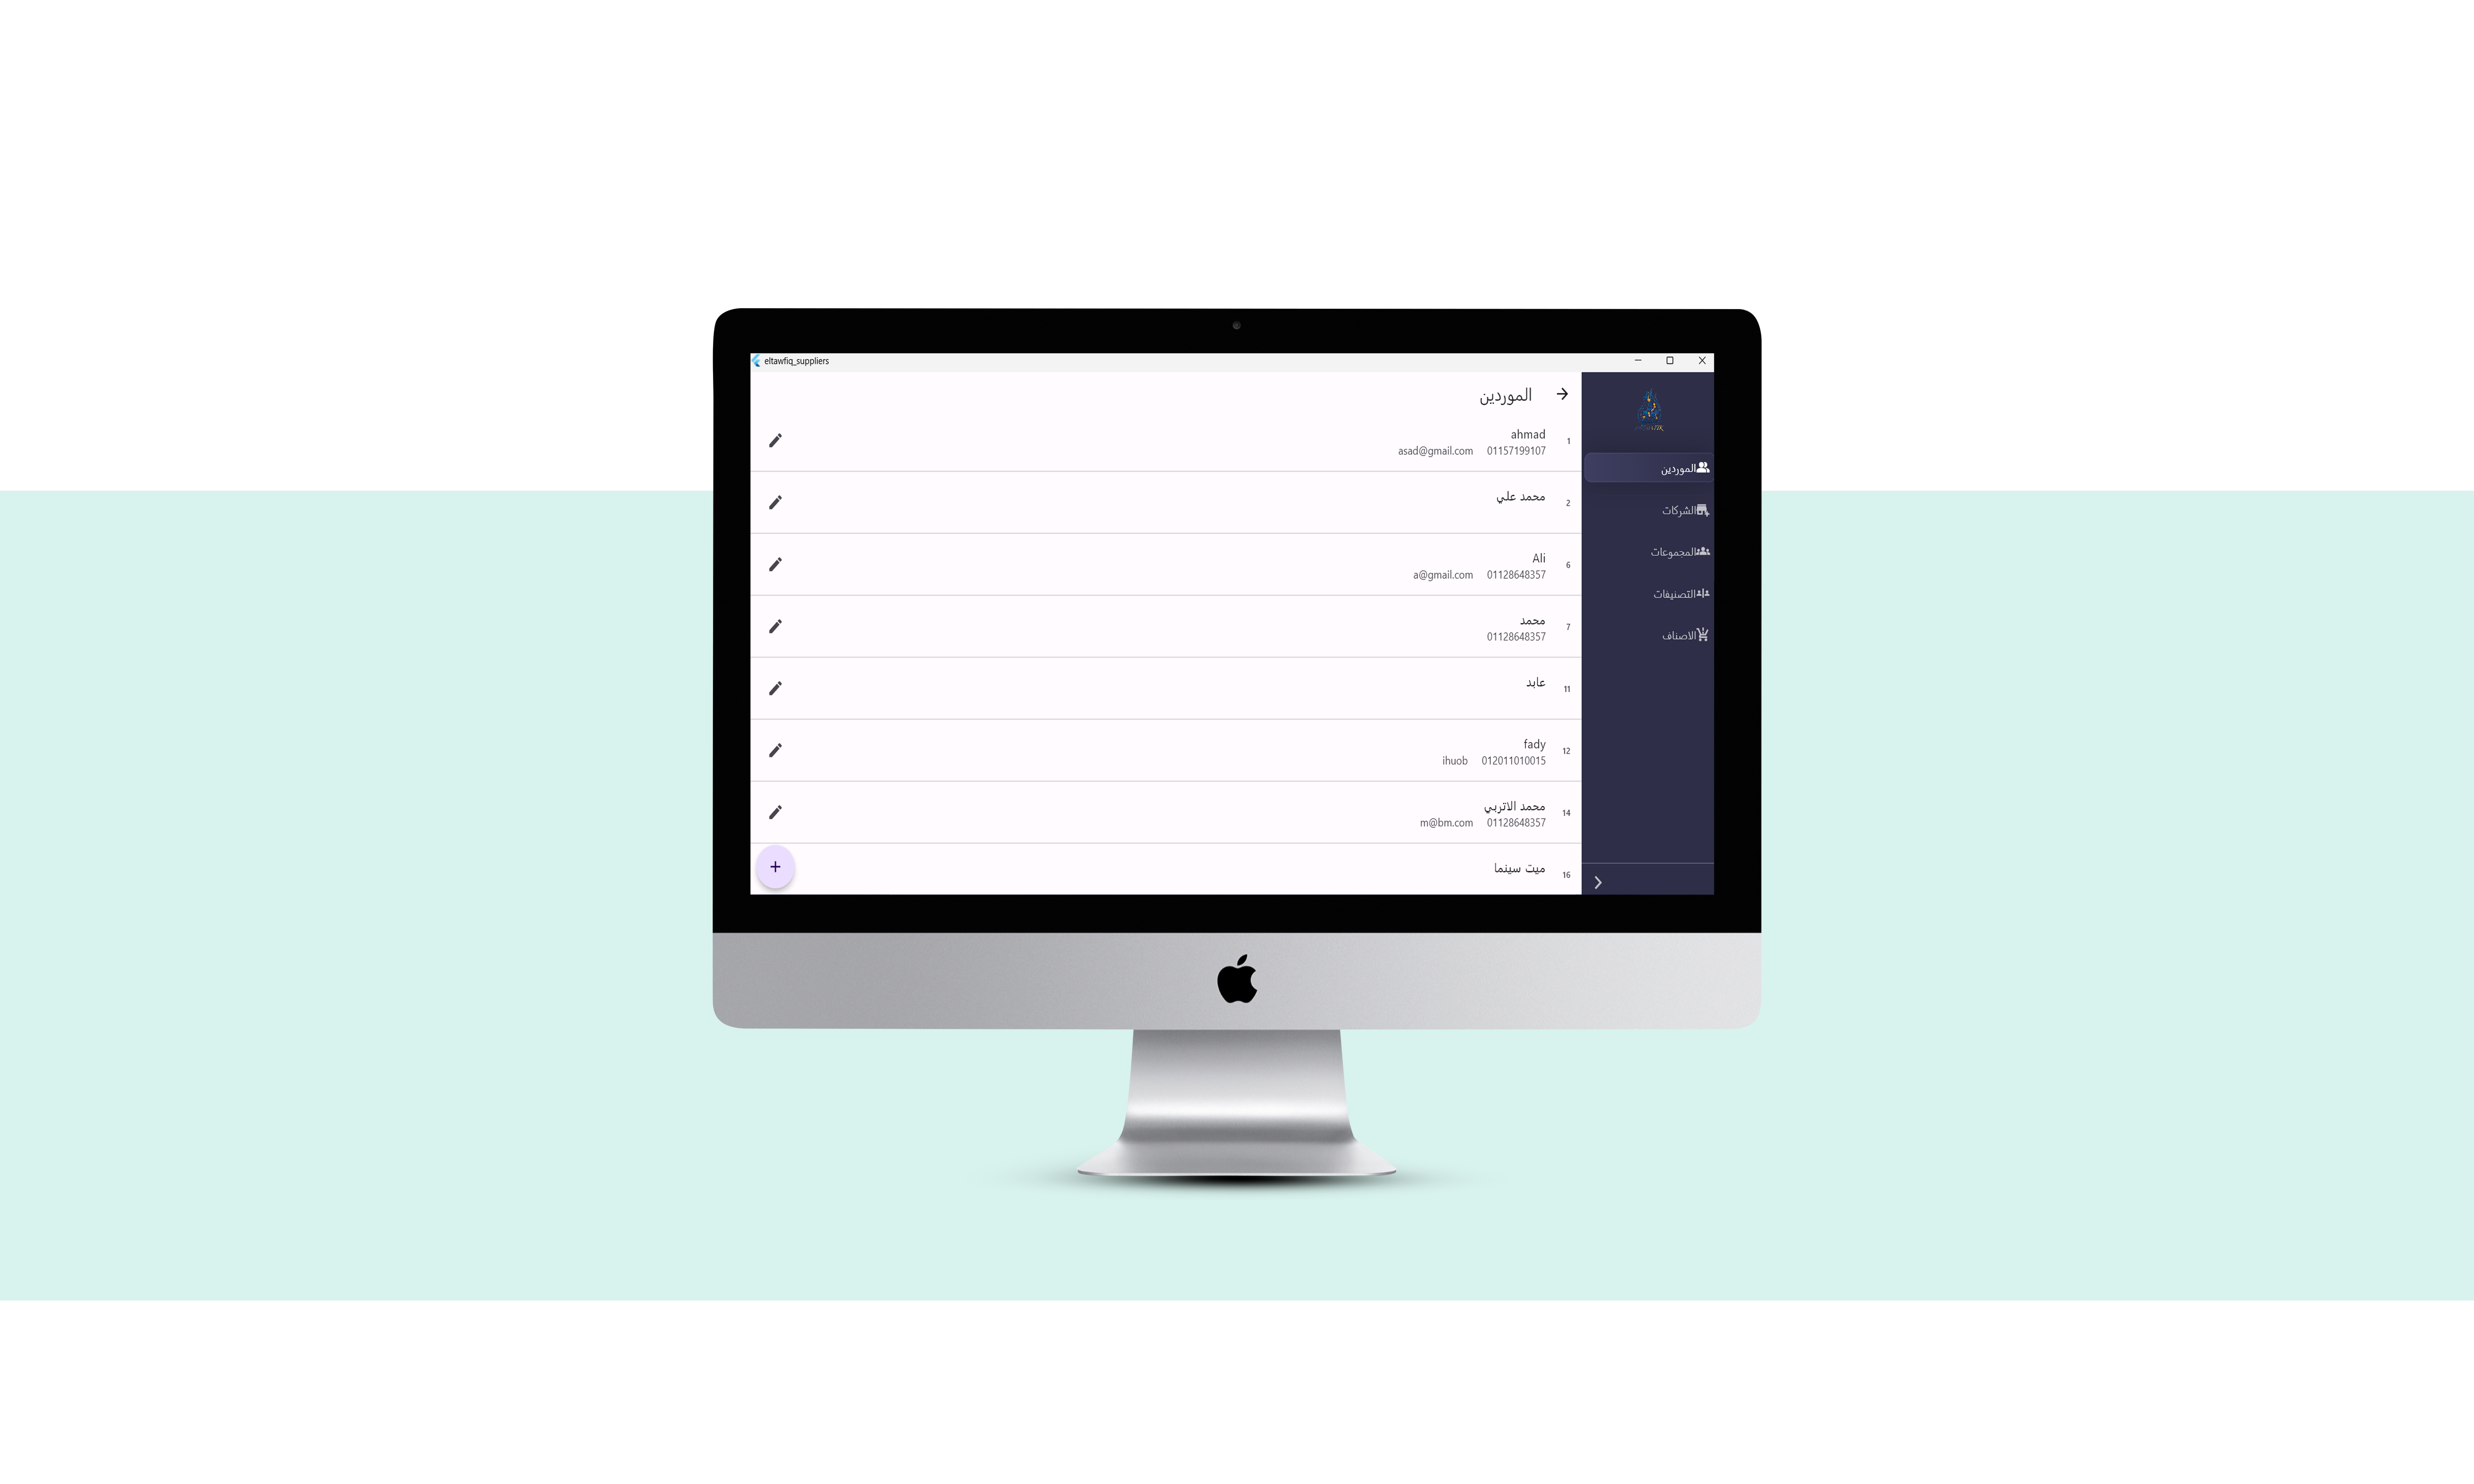 eltawfiq_suppliers
الموردين
1
ahmad
01157199107 asad@gmail.com
2
محمد علي
6
Ali
01128648357 a@gmail.com
7
محمد
01128648357
11
عابد
12
fady
012011010015 ihuob
14
محمد الاتربي
01128648357 m@bm.com
16
ميت سينما
الموردين
الشركات
المجموعات
التصنيفات
الاصناف